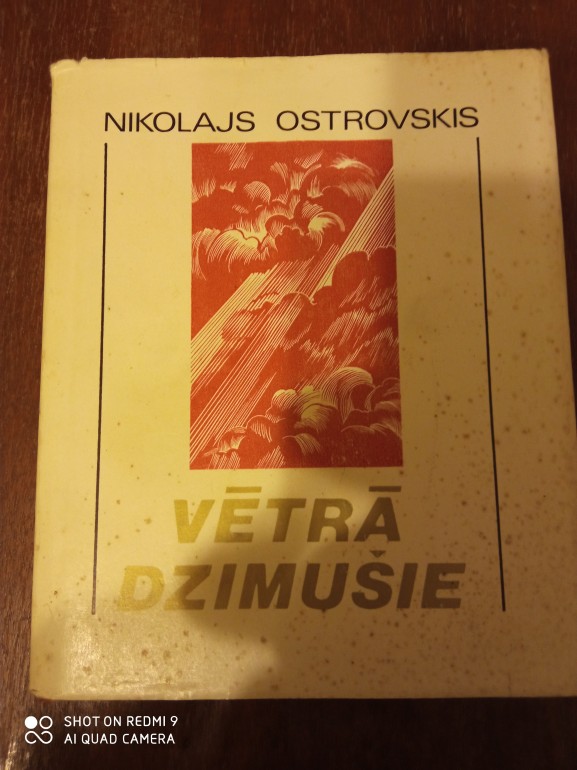 NIKOLAJS OSTROVSKIS
VĒTRĀ
DZIMUŠIE
SHOT ON REDMI 9
AI QUAD CAMERA